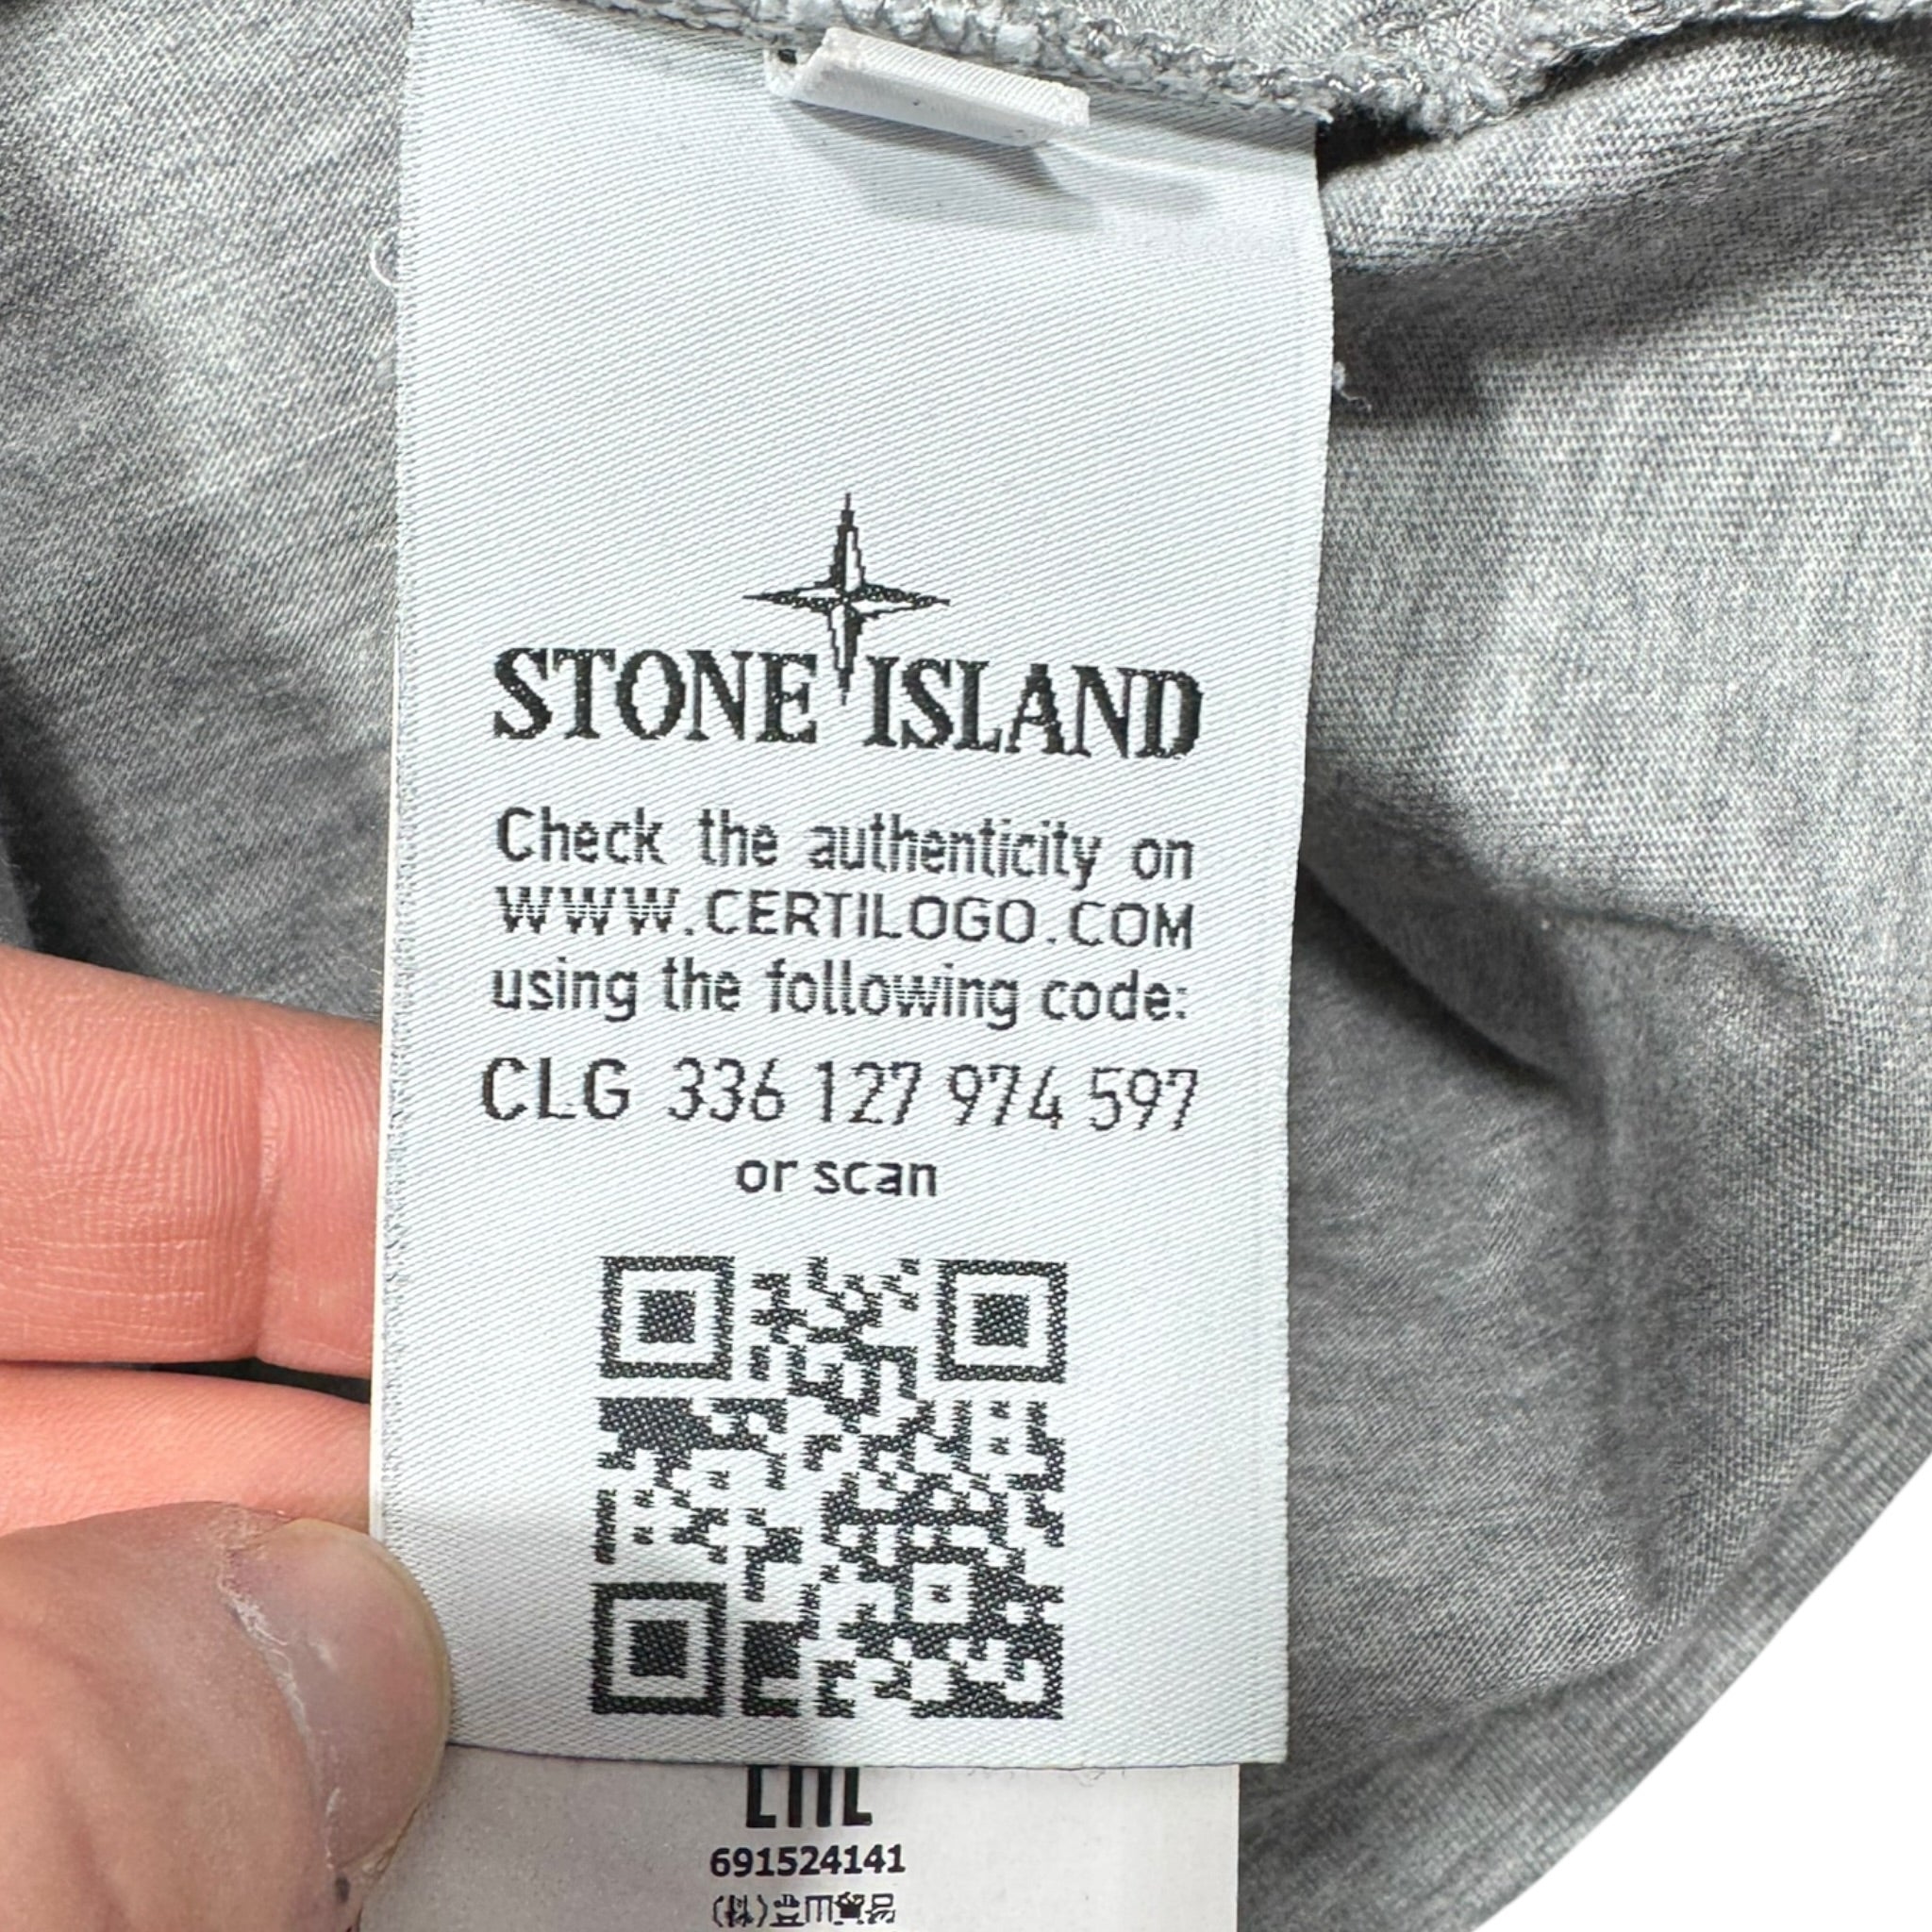 STONE ISLAND
Check the authenticity on
WWW.CERTILOGO.COM
using the following code:
CLG 336 127 974 597
or scan
691524141